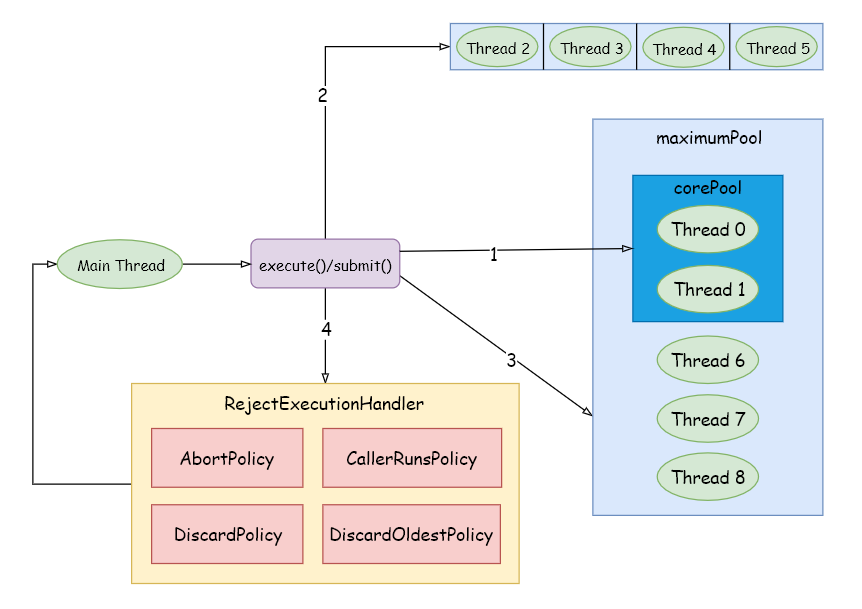 Thread 2
Thread 3
Thread 4
Thread 5
2
maximumPool
corePool
Thread 0
1
Thread 1
Main Thread
execute()/submit()
4
3
Thread 6
Thread 7
Thread 8
RejectExecutionHandler
AbortPolicy
CallerRunsPolicy
DiscardPolicy
DiscardOldestPolicy